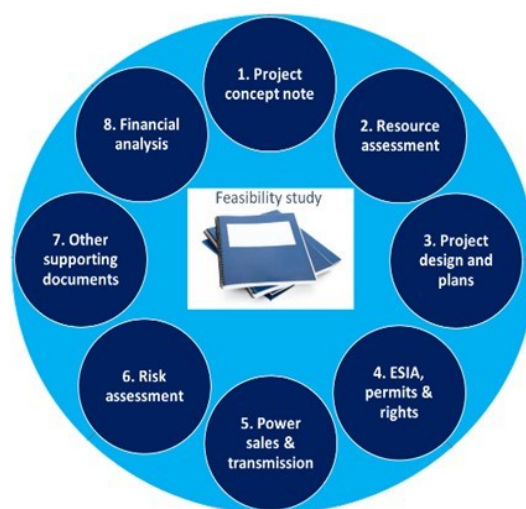 1. Project
concept note
2. Resource
assessment
3. Project
design and
plans
4. ESIA,
permits &
rights
5. Power
sales &
transmission
6. Risk
assessment
7. Other
supporting
documents
8. Financial
analysis
Feasibility study